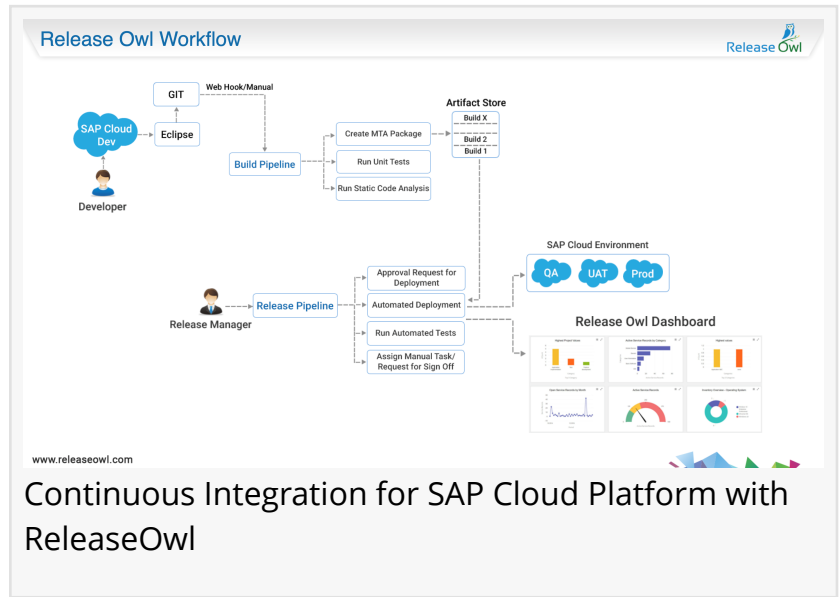 Release Owl Workflow
Release Owl
GIT
Web Hook/Manual
SAP Cloud
Dev
Eclipse
Developer
Build Pipeline
Create MTA Package
Run Unit Tests
Run Static Code Analysis
Artifact Store
Build X
Build 2
Build 1
SAP Cloud Environment
QA
UAT
Prod
Release Manager
Release Pipeline
Approval Request for
Deployment
Automated Deployment
Run Automated Tests
Assign Manual Task/
Request for Sign Off
Release Owl Dashboard
www.releaseowl.com
Continuous Integration for SAP Cloud Platform with
ReleaseOwl